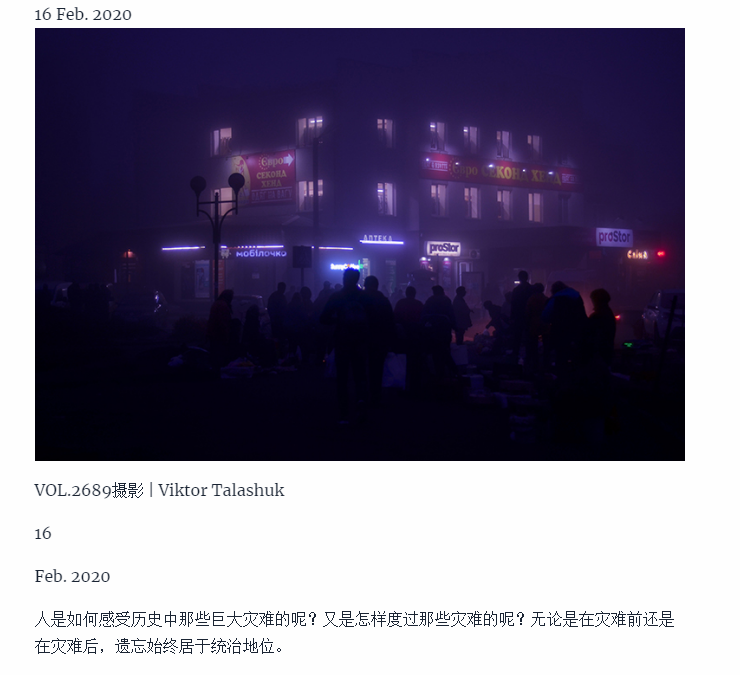 16 Feb. 2020
Євро
СЕКОНД
ХЕНД
Євро СЕКОНД ХЕНД
АПТЕКА
мобілочка
proStor
proStor
VOL.2689摄影 | Viktor Talashuk
16
Feb. 2020
人是如何感受历史中那些巨大灾难的呢？又是怎样度过那些灾难的呢？无论是在灾难前还是
在灾难后，遗忘始终居于统治地位。